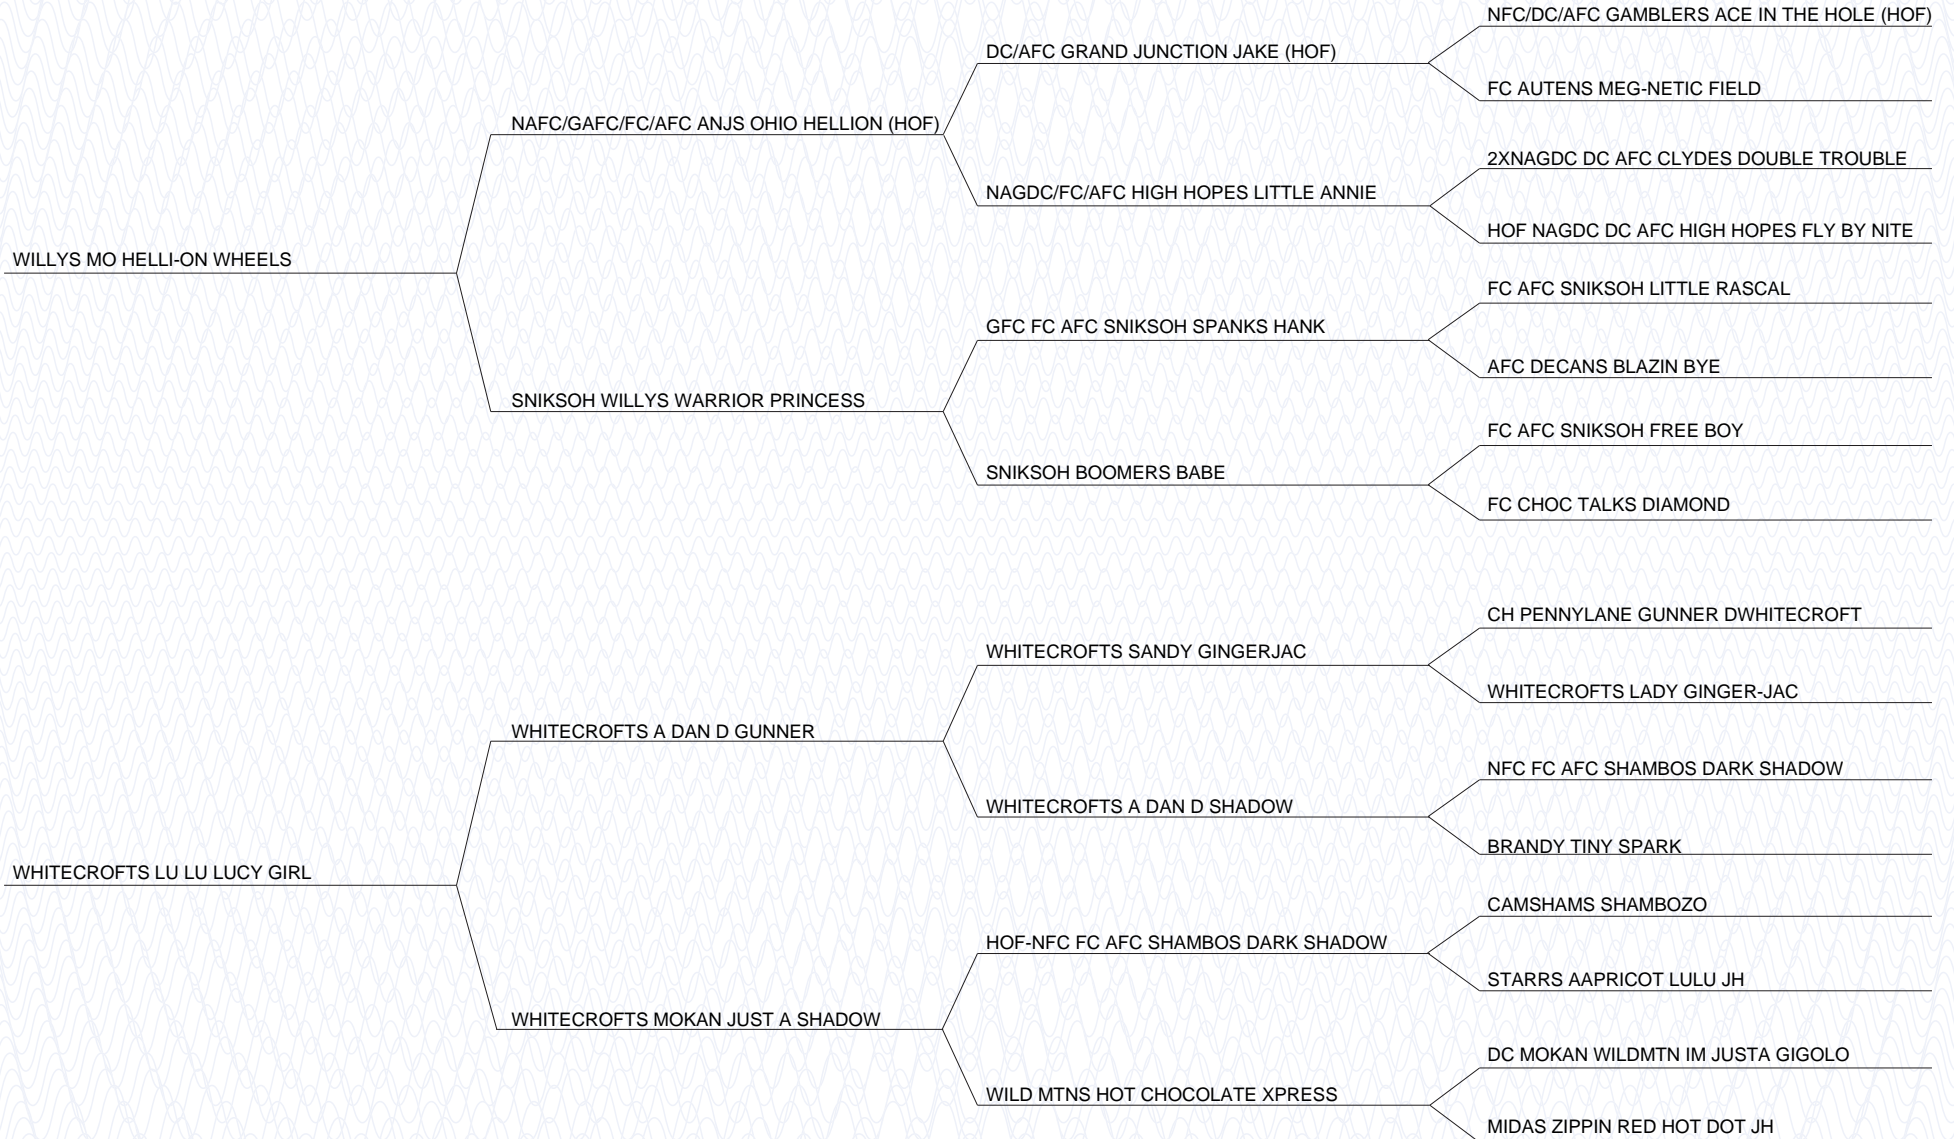 NFC/DC/AFC GAMBLERS ACE IN THE HOLE (HOF)
DC/AFC GRAND JUNCTION JAKE (HOF)
FC AUTENS MEG-NETIC FIELD
NAFC/GAFC/FC/AFC ANJS OHIO HELLION (HOF)
2XNAGDC DC AFC CLYDES DOUBLE TROUBLE
NAGDC/FC/AFC HIGH HOPES LITTLE ANNIE
HOF NAGDC DC AFC HIGH HOPES FLY BY NITE
WILLYS MO HELLI-ON WHEELS
FC AFC SNIKSOH LITTLE RASCAL
GFC FC AFC SNIKSOH SPANKS HANK
AFC DECANS BLAZIN BYE
SNIKSOH WILLYS WARRIOR PRINCESS
FC AFC SNIKSOH FREE BOY
SNIKSOH BOOMERS BABE
FC CHOC TALKS DIAMOND
CH PENNYLANE GUNNER DWHITECROFT
WHITECROFTS SANDY GINGERJAC
WHITECROFTS LADY GINGER-JAC
WHITECROFTS A DAN D GUNNER
NFC FC AFC SHAMBOS DARK SHADOW
WHITECROFTS A DAN D SHADOW
BRANDY TINY SPARK
WHITECROFTS LU LU LUCY GIRL
CAMSHAMS SHAMBOZO
HOF-NFC FC AFC SHAMBOS DARK SHADOW
STARRS AAPRICOT LULU JH
WHITECROFTS MOKAN JUST A SHADOW
DC MOKAN WILDMTN IM JUSTA GIGOLO
WILD MTNS HOT CHOCOLATE XPRESS
MIDAS ZIPPIN RED HOT DOT JH